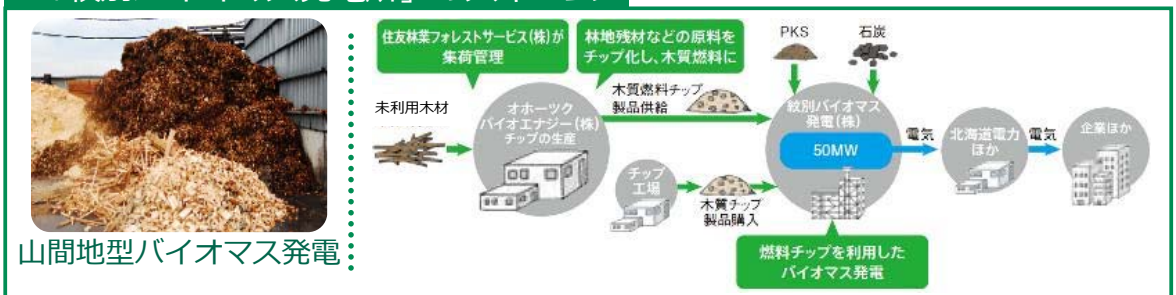 山間地型バイオマス発電
住友林業フォレストサービス(株)が
集荷管理
林地残材などの原料を
チップ化し、木質燃料に
PKS
石炭
未利用木材
オホーツク
バイオエナジー(株)
チップの生産
木質燃料チップ
製品供給
チップ
工場
木質チップ
製品購入
紋別バイオマス
発電(株)
50MW
電気
北海道電力
ほか
電気
企業ほか
燃料チップを利用した
バイオマス発電